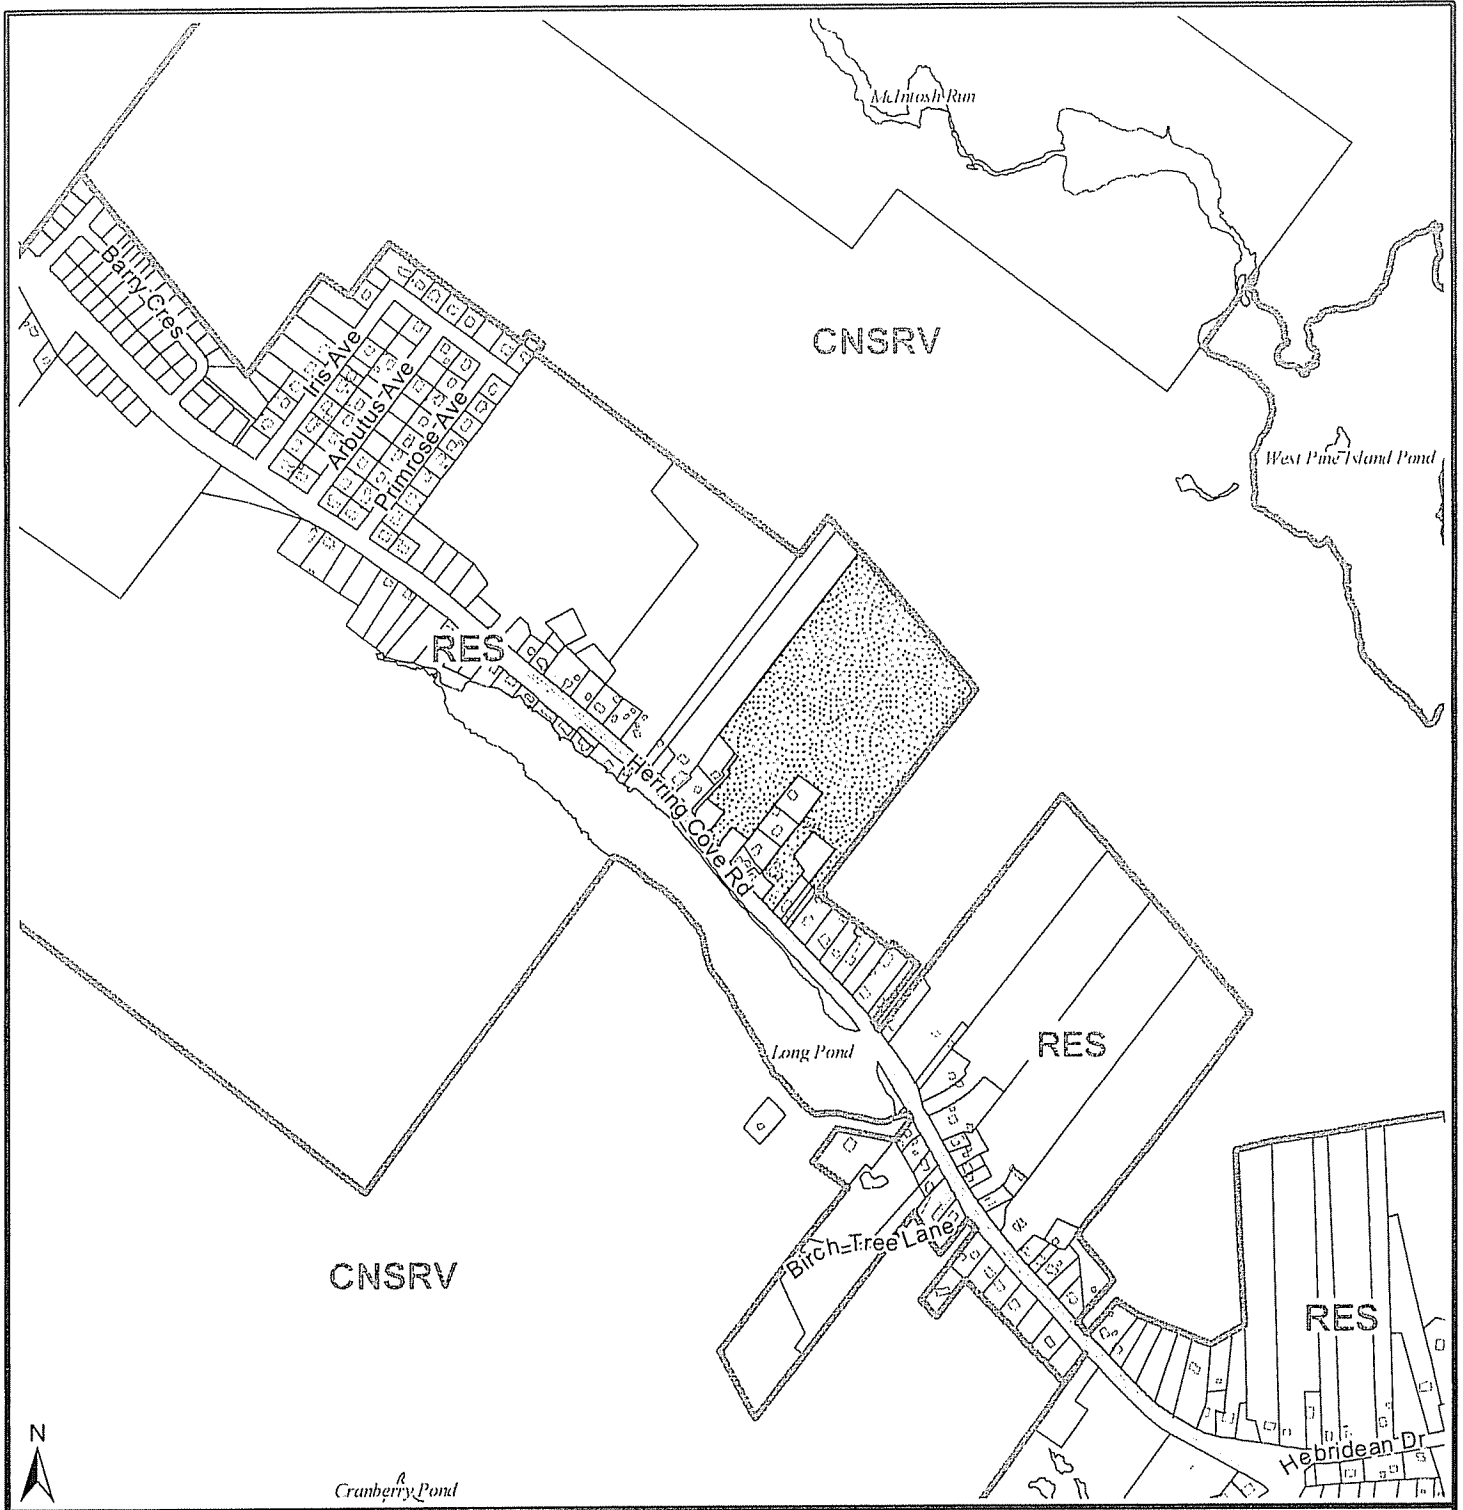 McIntosh Run
Barry Cres
CNSRV
Iris Ave
Arbutus Ave
Primrose Ave
West Pine Island Pond
RES
Herring Cove Rd
Long Pond
RES
Birch Tree Lane
CNSRV
RES
Hebridean Dr
N
Cranberry Pond